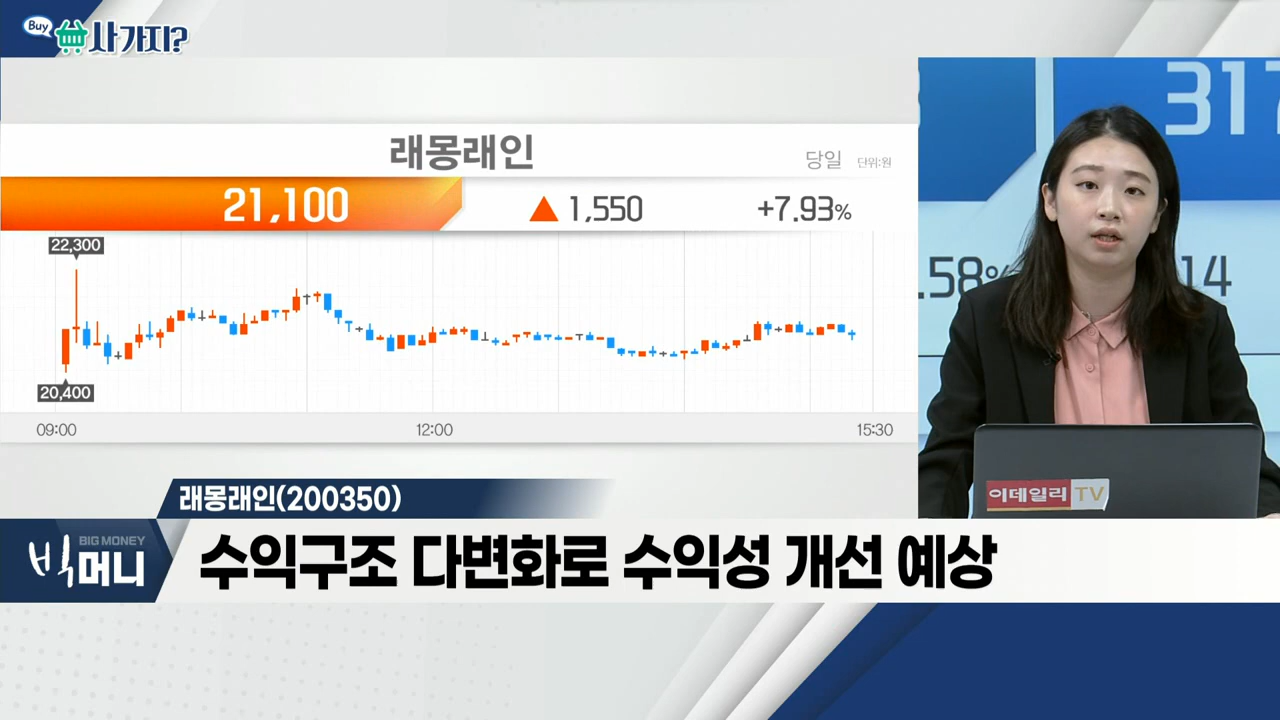 Buy 사가지?
래몽래인
당일 단위:원
21,100 ▲ 1,550 +7.93%
22,300
20,400
09:00 12:00 15:30
317
.58%
14
이데일리 TV
래몽래인(200350)
BIG MONEY
빅머니
수익구조 다변화로 수익성 개선 예상